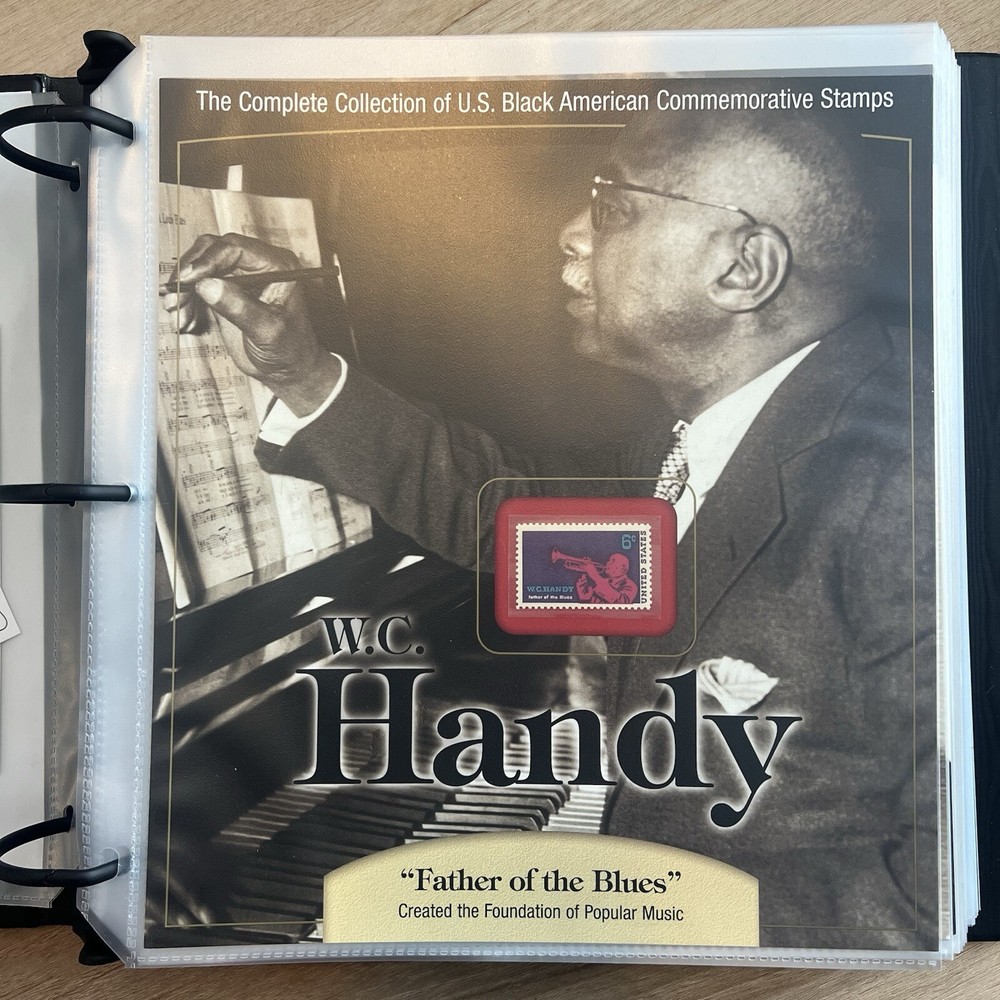 The Complete Collection of U.S. Black American Commemorative Stamps
6¢
UNITED STATES
W.C.HANDY
father of the Blues
W.C.
Handy
“Father of the Blues”
Created the Foundation of Popular Music